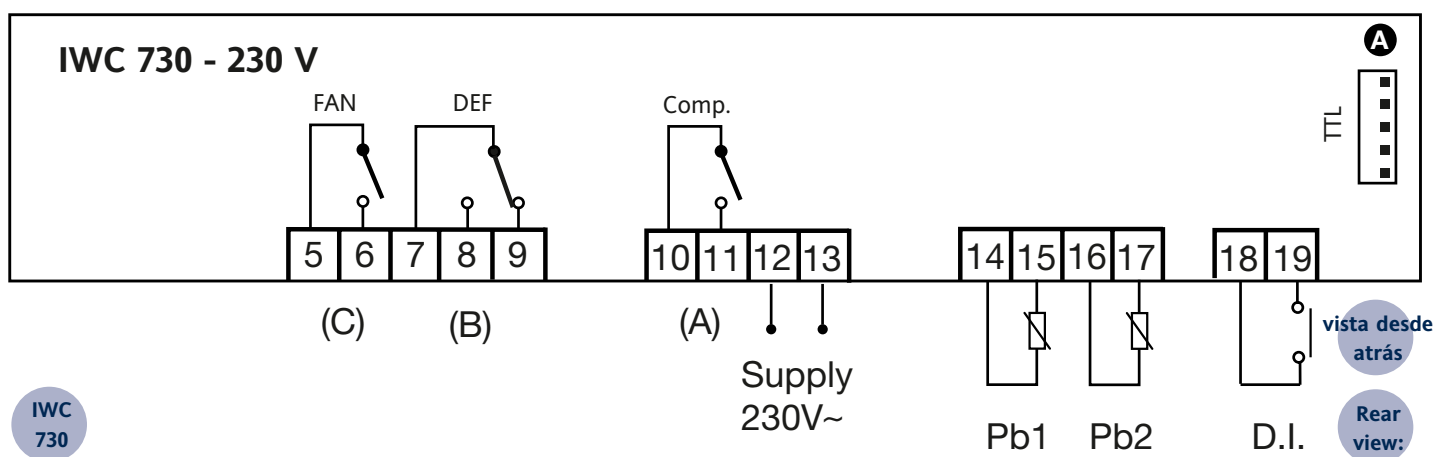 IWC 730 - 230 V
A
FAN
DEF
Comp.
TTL
5 6 7 8 9
10 11 12 13
14 15 16 17
18 19
(C)
(B)
(A)
Supply
230V~
Pb1
Pb2
D.I.
vista desde
atrás
IWC
730
Rear
view: